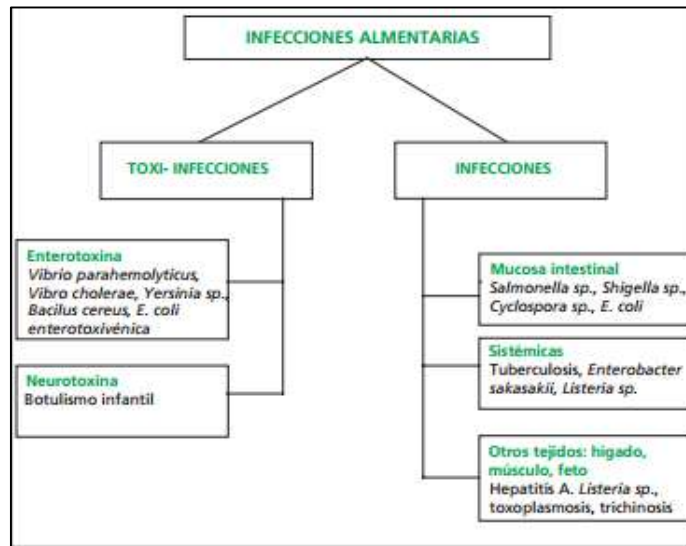 INFECCIONES ALMENTARIAS
TOXI- INFECCIONES
INFECCIONES
Enterotoxina
Vibrio parahemolyticus,
Vibro cholerae, Yersinia sp.,
Bacilus cereus, E. coli
enterotoxivénica
Neurotoxina
Botulismo infantil
Mucosa intestinal
Salmonella sp., Shigella sp.,
Cyclospora sp., E. coli
Sistémicas
Tuberculosis, Enterobacter
sakasakii, Listeria sp.
Otros tejidos: higado,
músculo, feto
Hepatitis A. Listeria sp.,
toxoplasmosis, trichinosis